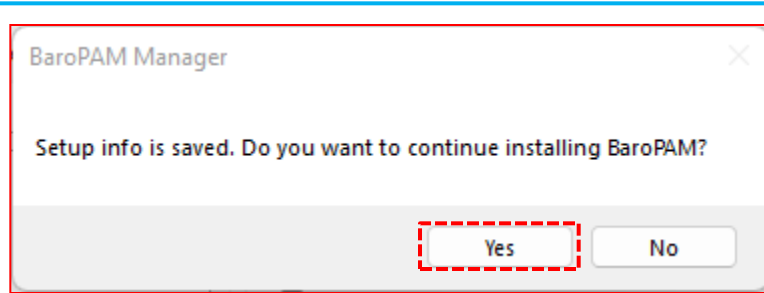 BaroPAM Manager
Setup info is saved. Do you want to continue installing BaroPAM?
Yes No